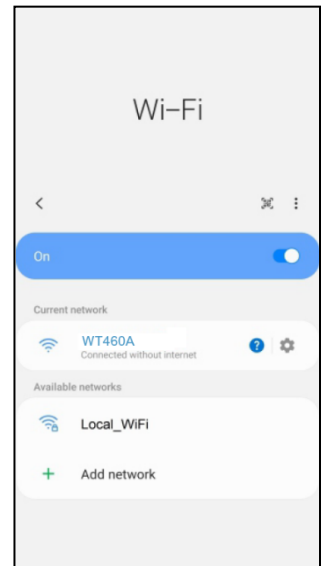 Wi-Fi
On
Current network
WT460A
Connected without internet
Available networks
Local_WiFi
Add network